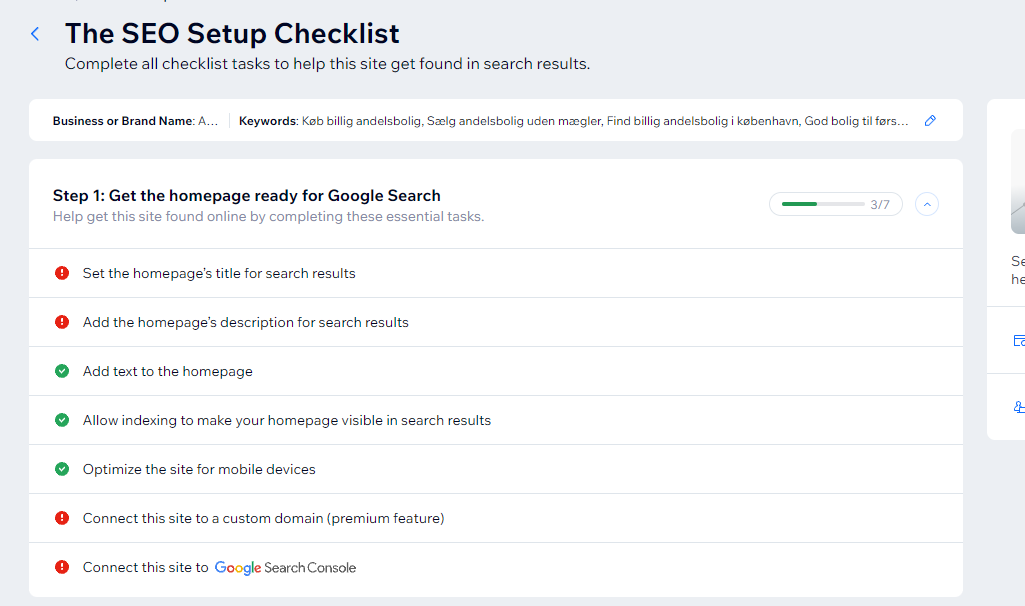 The SEO Setup Checklist
Complete all checklist tasks to help this site get found in search results.
Business or Brand Name: A... Keywords: Køb billig andelsbolig, Sælg andelsbolig uden mægler, Find billig andelsbolig i københavn, God bolig til førs...
Step 1: Get the homepage ready for Google Search
Help get this site found online by completing these essential tasks.
3/7
Set the homepage's title for search results
Add the homepage's description for search results
Add text to the homepage
Allow indexing to make your homepage visible in search results
Optimize the site for mobile devices
Connect this site to a custom domain (premium feature)
Connect this site to Google Search Console